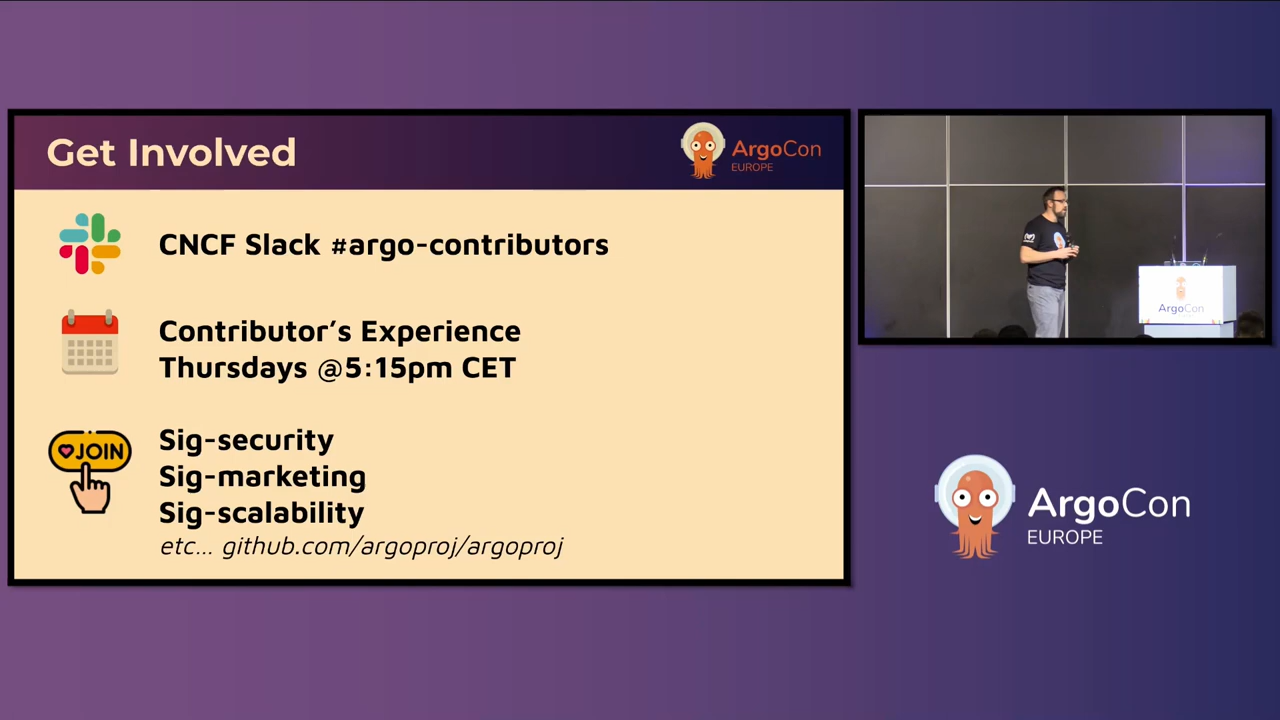 Get Involved
ArgoCon
EUROPE
CNCF Slack #argo-contributors
Contributor’s Experience
Thursdays @5:15pm CET
JOIN
Sig-security
Sig-marketing
Sig-scalability
etc... github.com/argoproj/argoproj
ArgoCon
ArgoCon
EUROPE